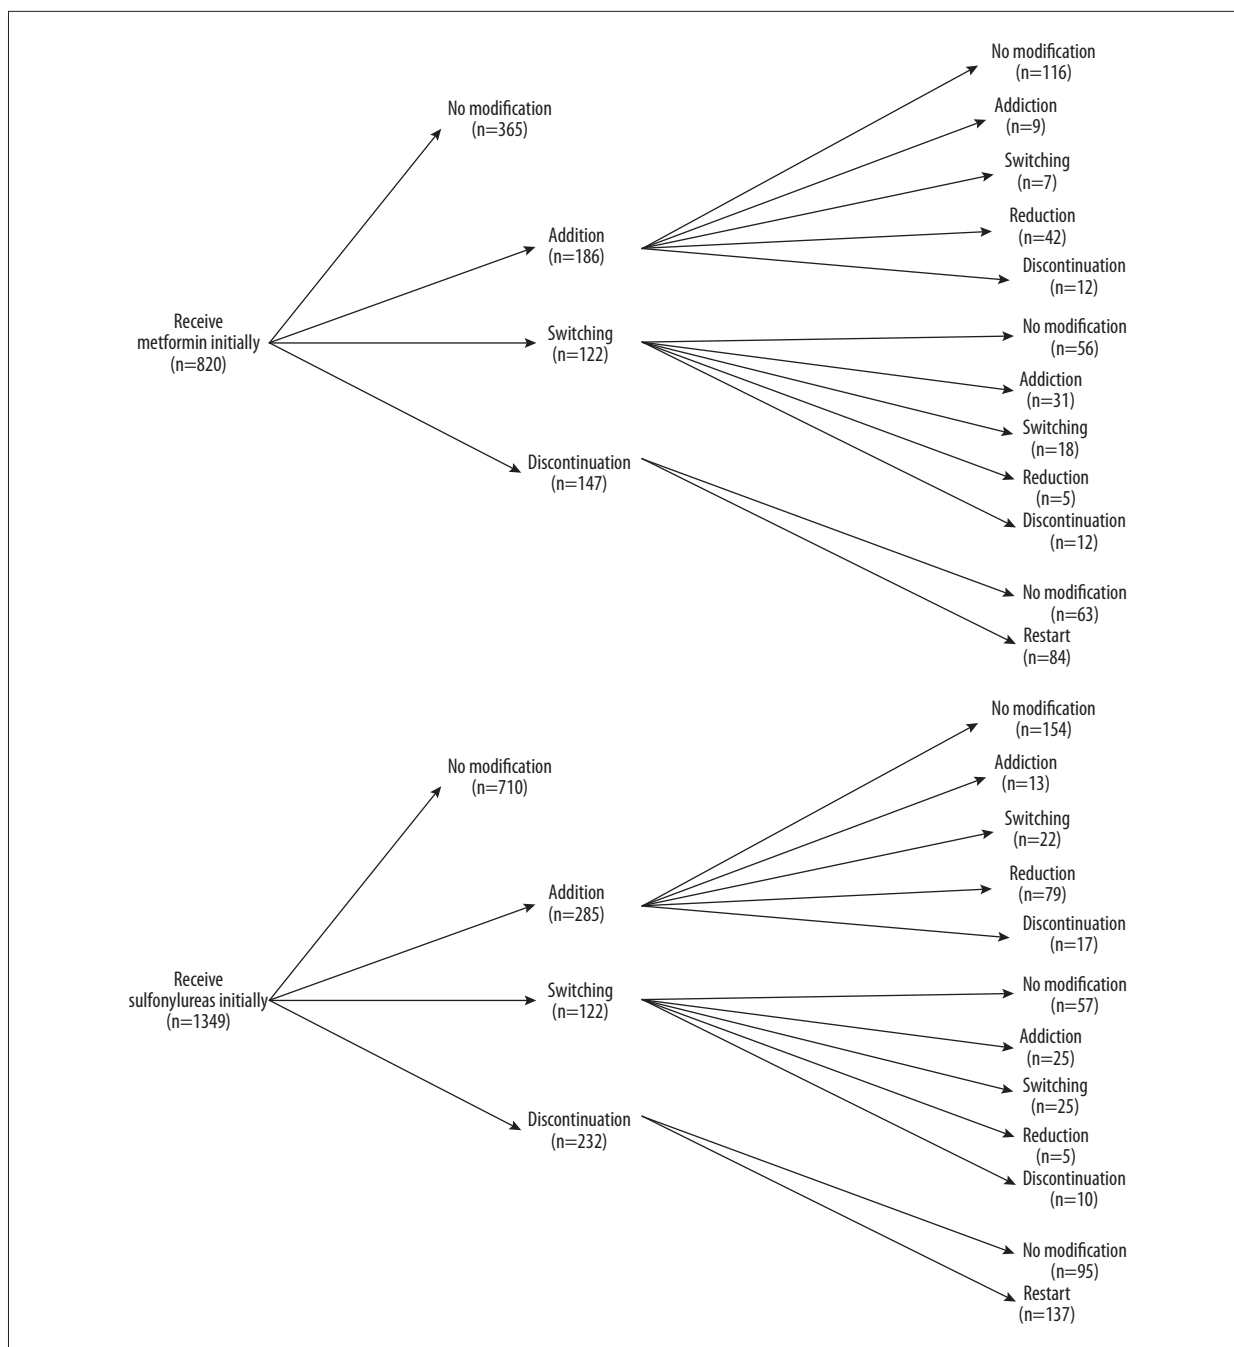 No modification
(n=116)
Addiction
(n=9)
No modification
(n=365)
Switching
(n=7)
Addition
(n=186)
Reduction
(n=42)
Discontinuation
(n=12)
Receive
metformin initially
(n=820)
Switching
(n=122)
No modification
(n=56)
Addiction
(n=31)
Switching
(n=18)
Discontinuation
(n=147)
Reduction
(n=5)
Discontinuation
(n=12)
No modification
(n=63)
Restart
(n=84)
No modification
(n=154)
No modification
(n=710)
Addiction
(n=13)
Switching
(n=22)
Addition
(n=285)
Reduction
(n=79)
Discontinuation
(n=17)
Receive
sulfonylureas initially
(n=1349)
Switching
(n=122)
No modification
(n=57)
Addiction
(n=25)
Switching
(n=25)
Discontinuation
(n=232)
Reduction
(n=5)
Discontinuation
(n=10)
No modification
(n=95)
Restart
(n=137)